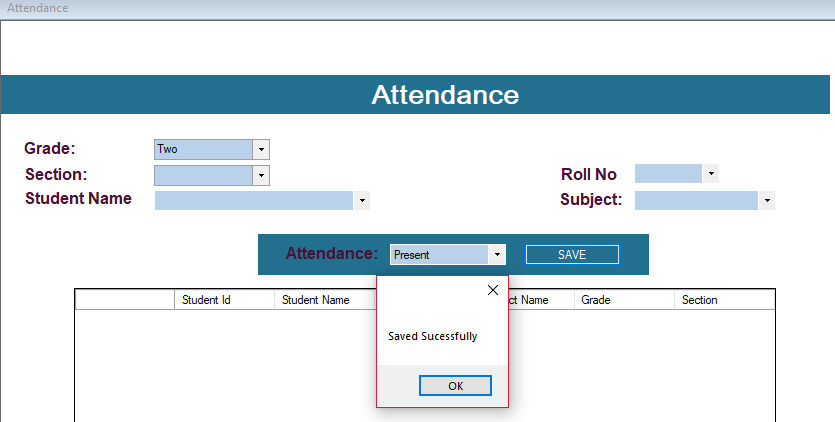 Attendance
Attendance
Grade: Two
Section:
Roll No
Student Name
Subject:
Attendance: Present SAVE
Student Id Student Name ct Name Grade Section
Saved Sucessfully
OK